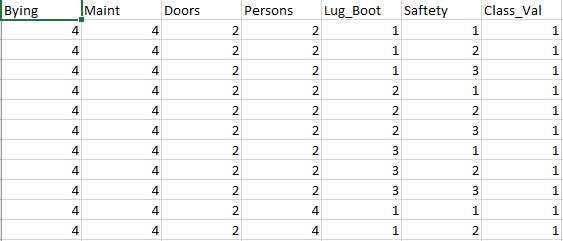 Bying Maint Doors Persons Lug_Boot Saftety Class_Val
4 4 2 2 1 1 1
4 4 2 2 1 2 1
4 4 2 2 1 3 1
4 4 2 2 2 1 1
4 4 2 2 2 2 1
4 4 2 2 2 3 1
4 4 2 2 3 1 1
4 4 2 2 3 2 1
4 4 2 2 3 3 1
4 4 2 4 1 1 1
4 4 2 4 1 2 1